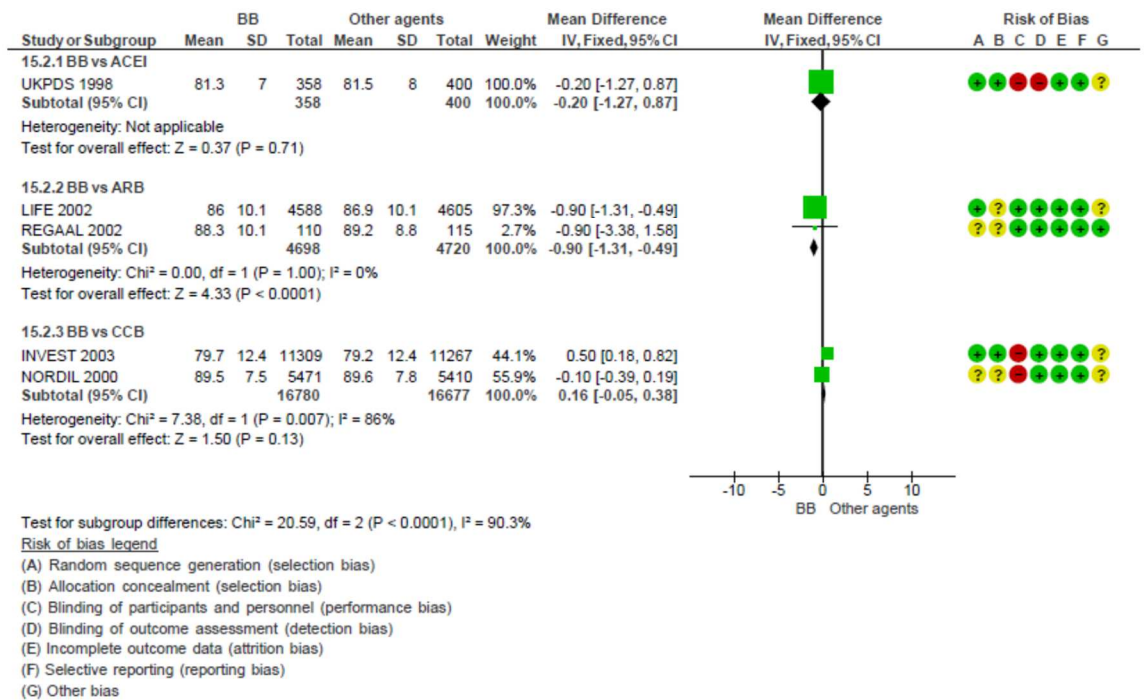 BB Other agents Mean Difference Mean Difference Risk of Bias
Study or Subgroup Mean SD Total Mean SD Total Weight IV, Fixed, 95% CI IV, Fixed, 95% CI A B C D E F G
15.2.1 BB vs ACEI
UKPDS 1998 81.3 7 358 81.5 8 400 100.0% -0.20 [-1.27, 0.87] + + - - + + ?
Subtotal (95% CI) 358 400 100.0% -0.20 [-1.27, 0.87]
Heterogeneity: Not applicable
Test for overall effect: Z = 0.37 (P = 0.71)
15.2.2 BB vs ARB
LIFE 2002 86 10.1 4588 86.9 10.1 4605 97.3% -0.90 [-1.31, -0.49] + ? + + + + ?
REGAAL 2002 88.3 10.1 110 89.2 8.8 115 2.7% -0.90 [-3.38, 1.58] ? ? + + + + +
Subtotal (95% CI) 4698 4720 100.0% -0.90 [-1.31, -0.49]
Heterogeneity: Chi² = 0.00, df = 1 (P = 1.00); I² = 0%
Test for overall effect: Z = 4.33 (P < 0.0001)
15.2.3 BB vs CCB
INVEST 2003 79.7 12.4 11309 79.2 12.4 11267 44.1% 0.50 [0.18, 0.82] + + - + + + ?
NORDIL 2000 89.5 7.5 5471 89.6 7.8 5410 55.9% -0.10 [-0.39, 0.19] ? ? - + + + ?
Subtotal (95% CI) 16780 16677 100.0% 0.16 [-0.05, 0.38]
Heterogeneity: Chi² = 7.38, df = 1 (P = 0.007); I² = 86%
Test for overall effect: Z = 1.50 (P = 0.13)
-10 -5 0 5 10
BB Other agents
Test for subgroup differences: Chi² = 20.59, df = 2 (P < 0.0001), I² = 90.3%
Risk of bias legend
(A) Random sequence generation (selection bias)
(B) Allocation concealment (selection bias)
(C) Blinding of participants and personnel (performance bias)
(D) Blinding of outcome assessment (detection bias)
(E) Incomplete outcome data (attrition bias)
(F) Selective reporting (reporting bias)
(G) Other bias